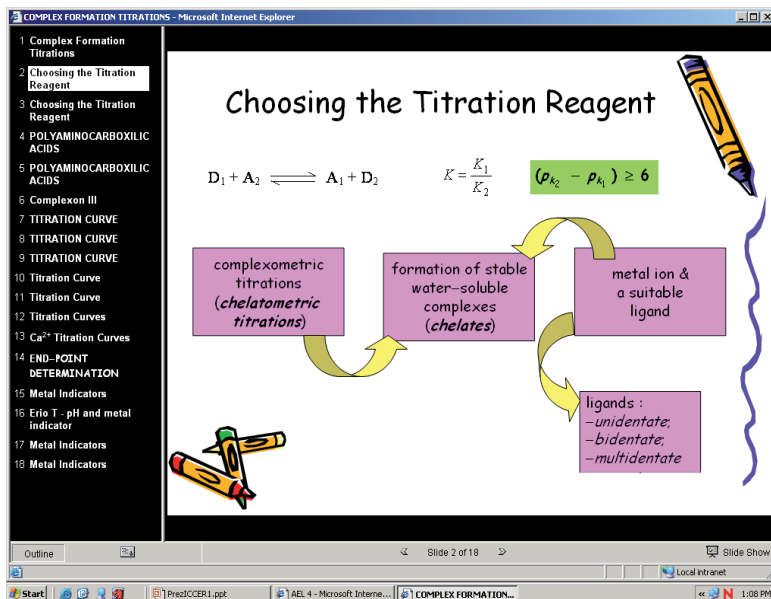 COMPLEX FORMATION TITRATIONS - Microsoft Internet Explorer
1 Complex Formation
Titrations
2 Choosing the Titration
Reagent
3 Choosing the Titration
Reagent
4 POLYAMINOCARBOXILIC
ACIDS
5 POLYAMINOCARBOXILIC
ACIDS
6 Complexon III
7 TITRATION CURVE
8 TITRATION CURVE
9 TITRATION CURVE
10 Titration Curve
11 Titration Curve
12 Titration Curves
13 Ca²⁺ Titration Curves
14 END-POINT
DETERMINATION
15 Metal Indicators
16 Erio T - pH and metal
indicator
17 Metal Indicators
18 Metal Indicators
Choosing the Titration Reagent
D₁ + A₂ ⇌ A₁ + D₂
K = K₁/K₂
(p_k₂ – p_k₁) ≥ 6
complexometric
titrations
(chelatometric
titrations)
formation of stable
water–soluble
complexes
(chelates)
metal ion &
a suitable
ligand
ligands :
–unidentate;
–bidentate;
–multidentate
Outline
Slide 2 of 18
Slide Show
Local intranet
Start
PrezICCER1.ppt
AEL 4 - Microsoft Interne...
COMPLEX FORMATION...
« N 1:08 PM